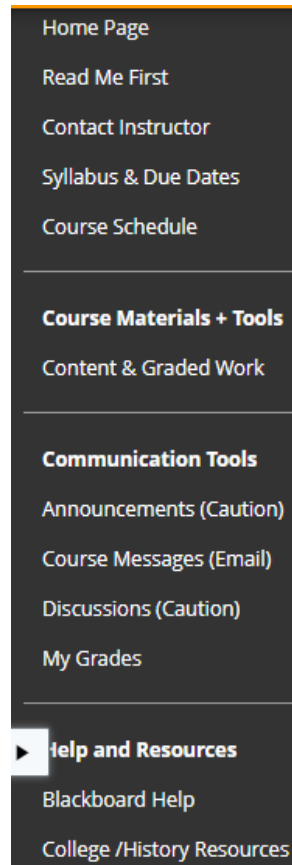 Home Page
Read Me First
Contact Instructor
Syllabus & Due Dates
Course Schedule
Course Materials + Tools
Content & Graded Work
Communication Tools
Announcements (Caution)
Course Messages (Email)
Discussions (Caution)
My Grades
Help and Resources
Blackboard Help
College /History Resources